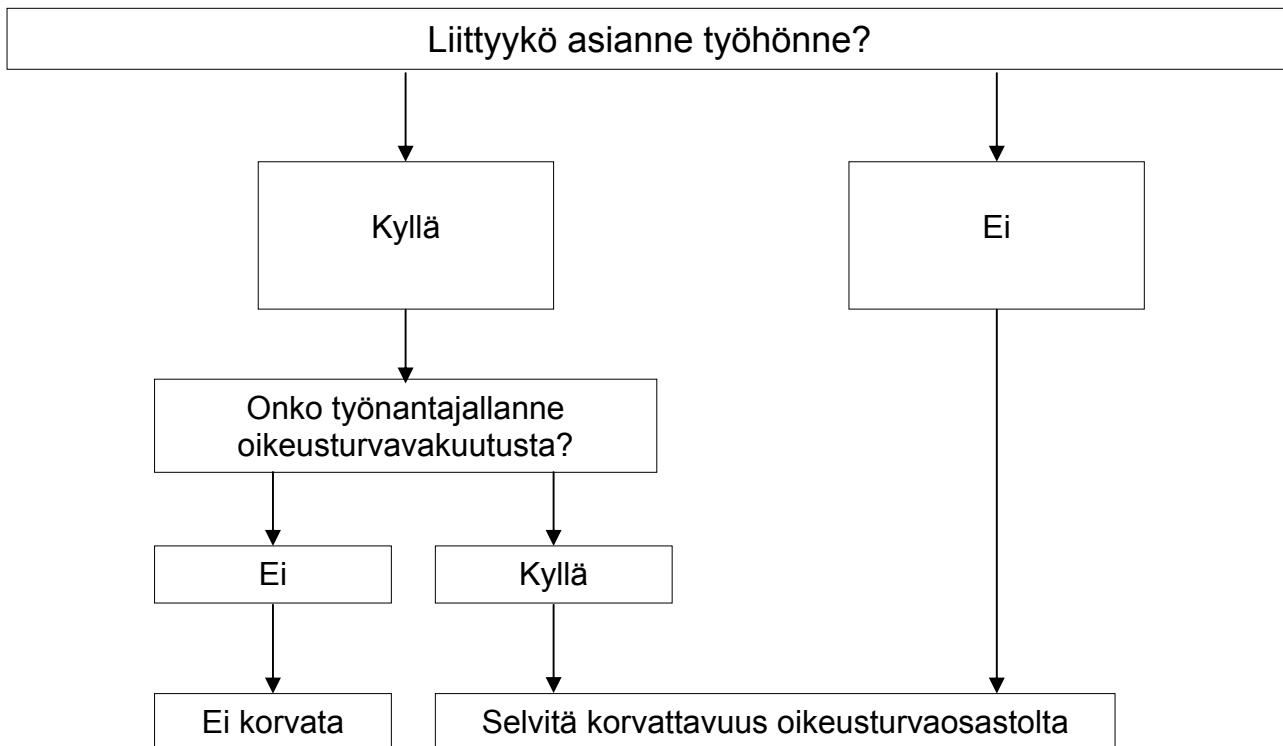 Liittyykö asianne työhönne?
Kyllä
Ei
Onko työnantajallanne
oikeusturvavakuutusta?
Ei
Kyllä
Ei korvata
Selvitä korvattavuus oikeusturvaosastolta